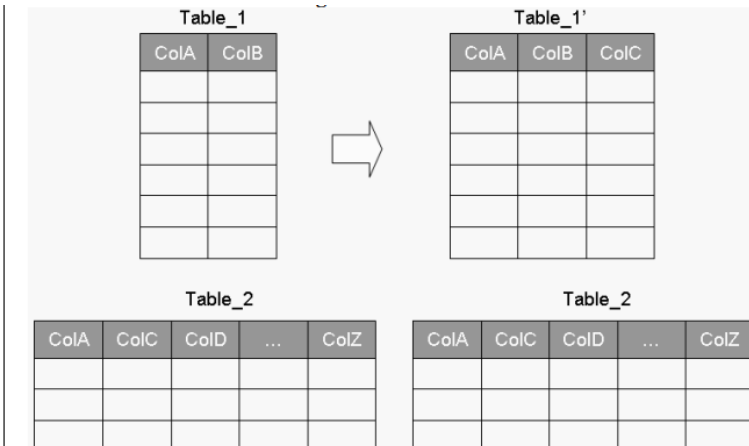 Table_1 Table_1’
ColA ColB ColA ColB ColC
Table_2 Table_2
ColA ColC ColD ... ColZ ColA ColC ColD ... ColZ